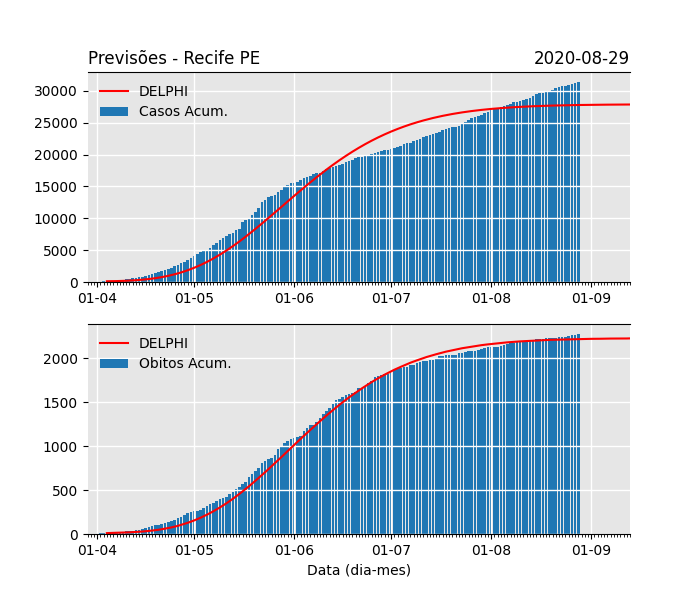 Previsões - Recife PE 2020-08-29
DELPHI
Casos Acum.
30000
25000
20000
15000
10000
5000
0
01-04 01-05 01-06 01-07 01-08 01-09
DELPHI
Obitos Acum.
2000
1500
1000
500
0
01-04 01-05 01-06 01-07 01-08 01-09
Data (dia-mes)